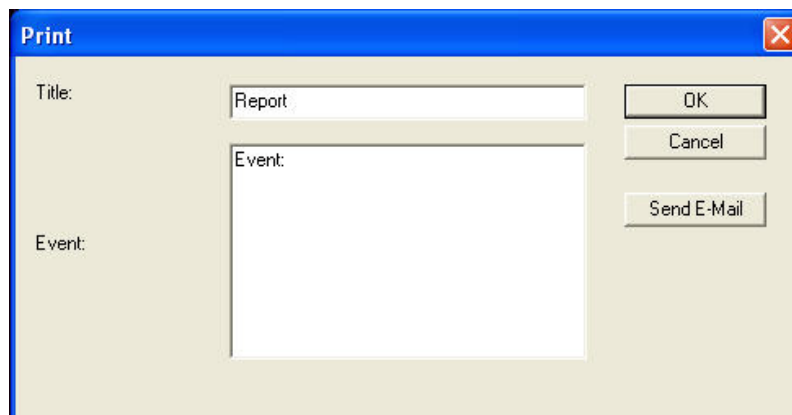 Print
Title:
Report
OK
Cancel
Event:
Send E-Mail
Event: